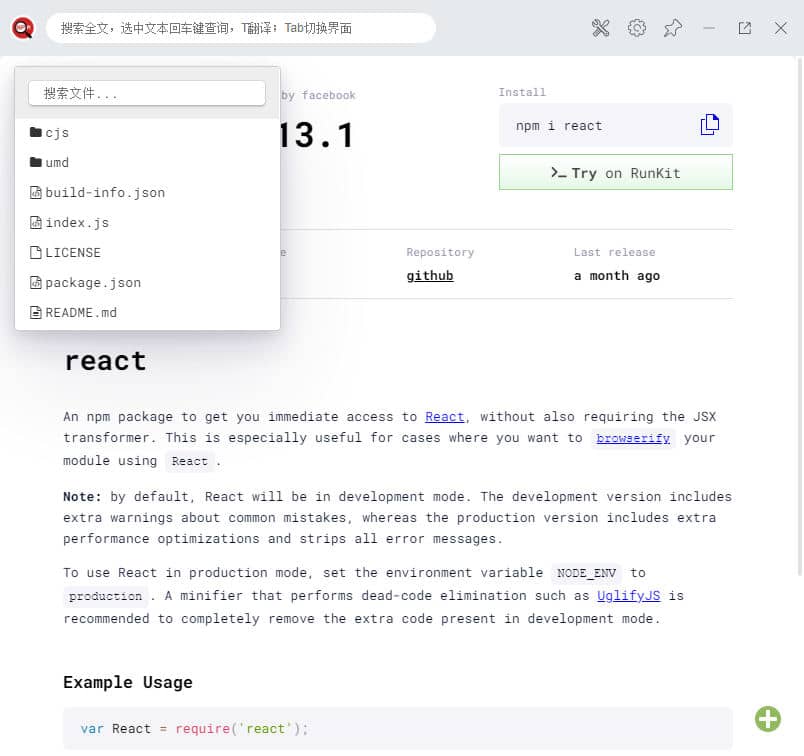 搜索全文，选中文本回车键查询，T翻译；Tab切换界面
搜索文件...
cjs
umd
build-info.json
index.js
LICENSE
package.json
README.md
by facebook
13.1
Install
npm i react
Try on RunKit
e
Repository
github
Last release
a month ago
react
An npm package to get you immediate access to React, without also requiring the JSX
transformer. This is especially useful for cases where you want to browserify your
module using React.
Note: by default, React will be in development mode. The development version includes
extra warnings about common mistakes, whereas the production version includes extra
performance optimizations and strips all error messages.
To use React in production mode, set the environment variable NODE_ENV to
production. A minifier that performs dead-code elimination such as UglifyJS is
recommended to completely remove the extra code present in development mode.
Example Usage
var React = require('react');